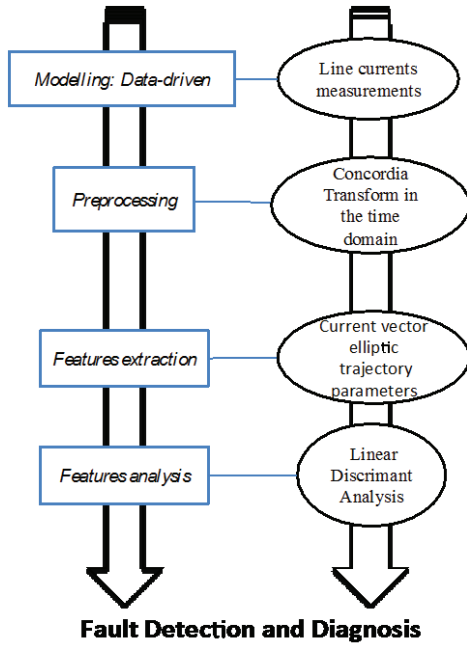 Modelling: Data-driven
Line currents
measurements
Preprocessing
Concordia
Transform in
the time
domain
Features extraction
Current vector
elliptic
trajectory
parameters
Features analysis
Linear
Discrimant
Analysis
Fault Detection and Diagnosis